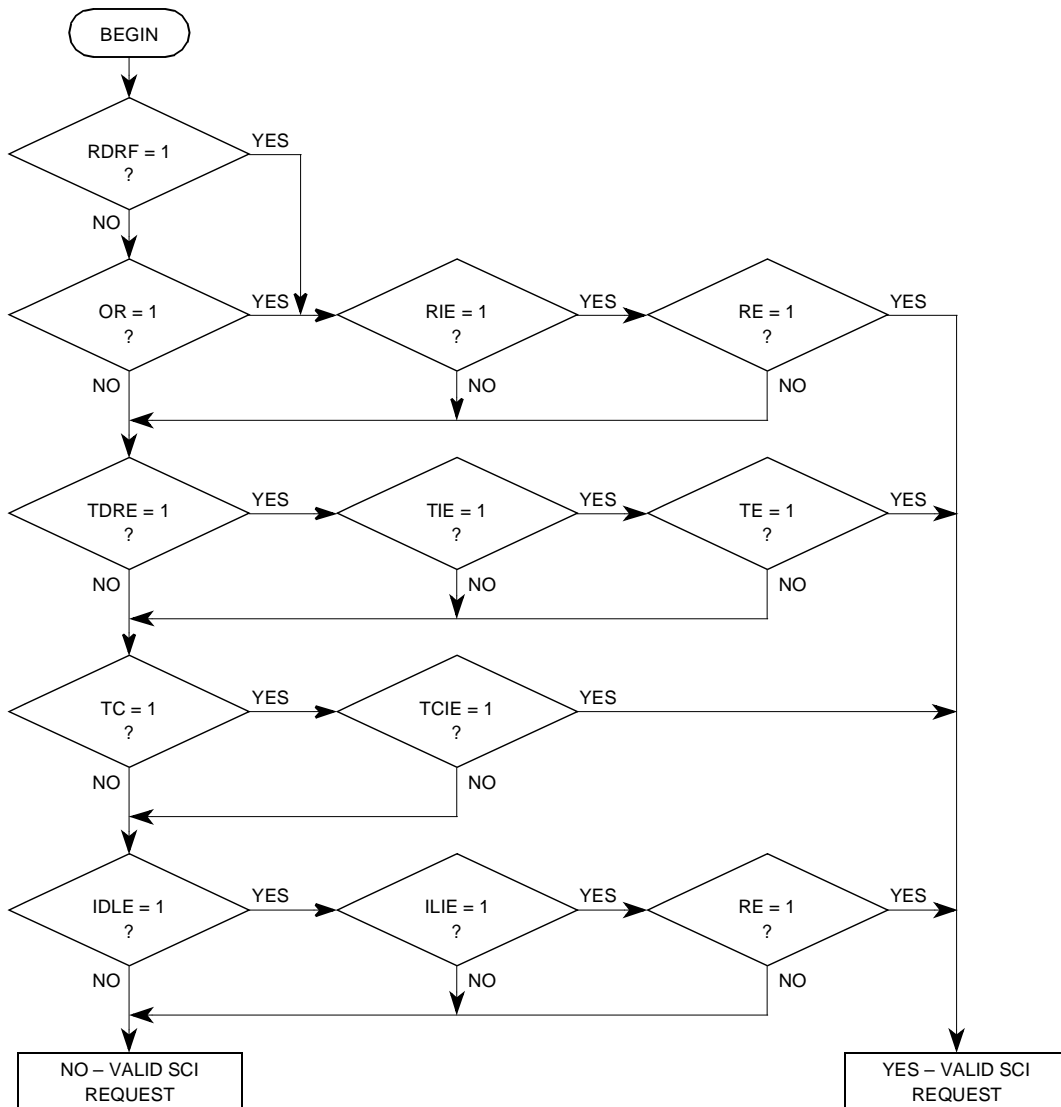 BEGIN
RDRF = 1
?
YES
NO
OR = 1
?
YES
NO
RIE = 1
?
YES
NO
RE = 1
?
YES
NO
TDRE = 1
?
YES
NO
TIE = 1
?
YES
NO
TE = 1
?
YES
NO
TC = 1
?
YES
NO
TCIE = 1
?
YES
NO
IDLE = 1
?
YES
NO
ILIE = 1
?
YES
NO
RE = 1
?
YES
NO
NO – VALID SCI
REQUEST
YES – VALID SCI
REQUEST